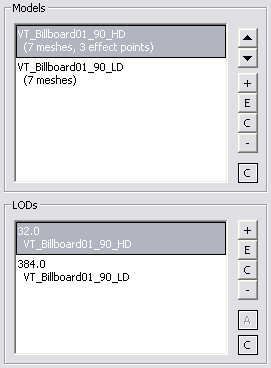 Models
VT_Billboard01_90_HD
(7 meshes, 3 effect points)
VT_Billboard01_90_LD
(7 meshes)
+
E
C
-
C
LODs
32.0
VT_Billboard01_90_HD
384.0
VT_Billboard01_90_LD
+
E
C
-
A
C